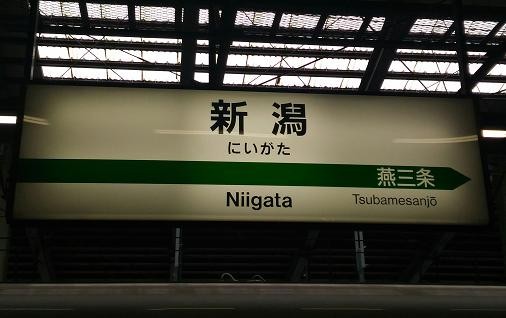 新潟
にいがた
燕三条
Niigata
Tsubamesanjō